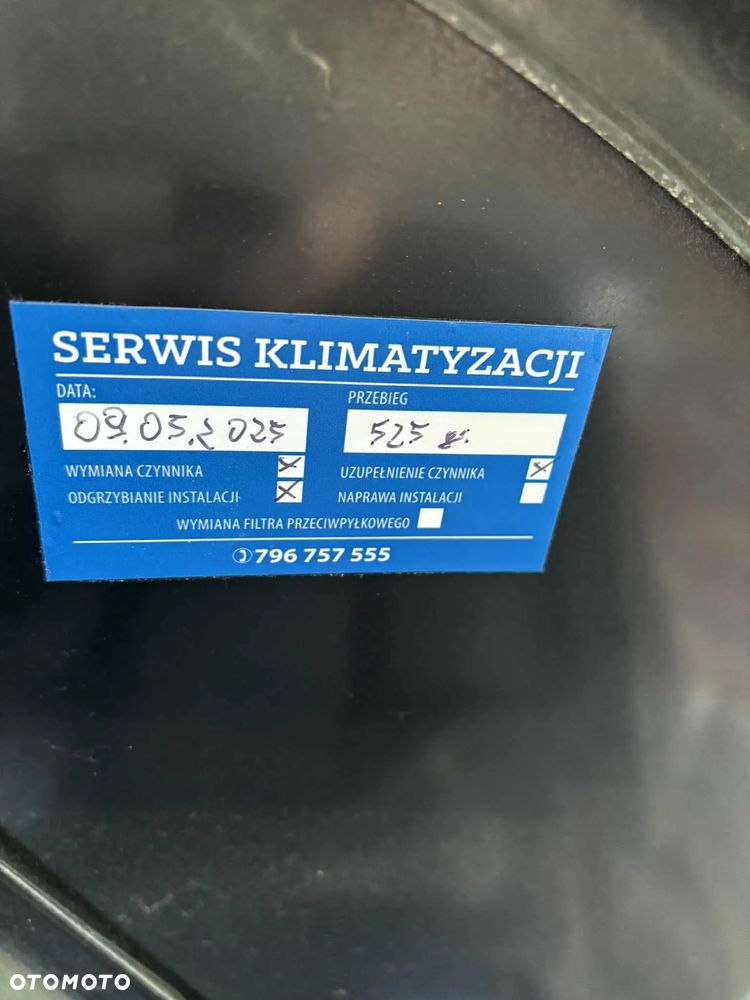 SERWIS KLIMATYZACJI
DATA: PRZEBIEG
09.05.2025 525 g.
WYMIANA CZYNNIKA UZUPEŁNIENIE CZYNNIKA
ODGRZYBIANIE INSTALACJI NAPRAWA INSTALACJI
WYMIANA FILTRA PRZECIWPYŁKOWEGO
796 757 555
OTOMOTO